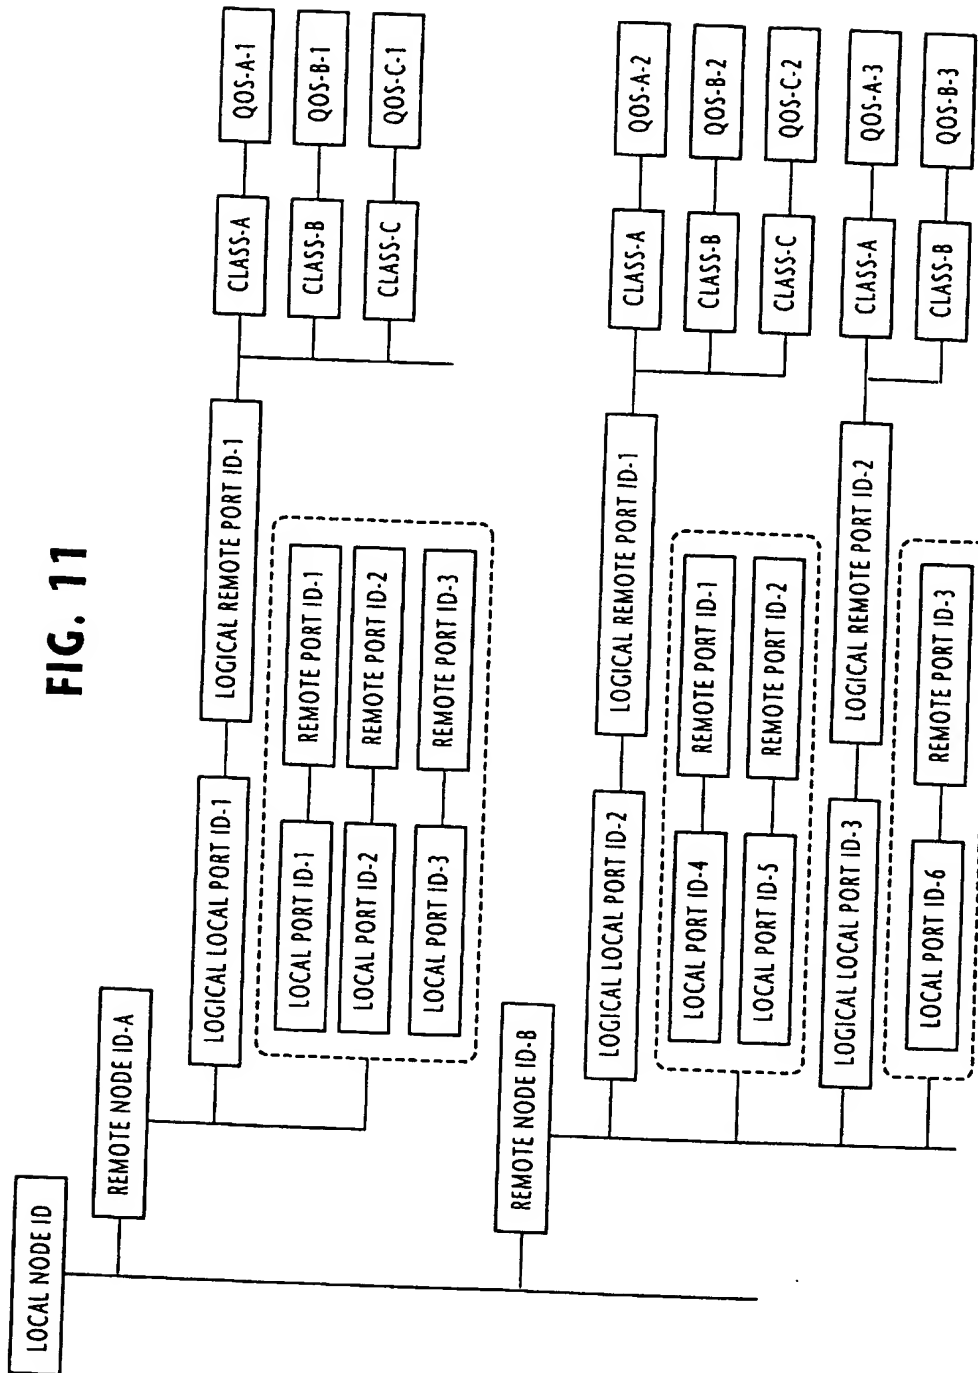 FIG. 11
LOCAL NODE ID
REMOTE NODE ID-A
LOGICAL LOCAL PORT ID-1
LOGICAL REMOTE PORT ID-1
CLASS-A
QOS-A-1
CLASS-B
QOS-B-1
CLASS-C
QOS-C-1
LOCAL PORT ID-1
REMOTE PORT ID-1
LOCAL PORT ID-2
REMOTE PORT ID-2
LOCAL PORT ID-3
REMOTE PORT ID-3
REMOTE NODE ID-B
LOGICAL LOCAL PORT ID-2
LOGICAL REMOTE PORT ID-1
CLASS-A
QOS-A-2
CLASS-B
QOS-B-2
CLASS-C
QOS-C-2
LOCAL PORT ID-4
REMOTE PORT ID-1
LOCAL PORT ID-5
REMOTE PORT ID-2
LOGICAL LOCAL PORT ID-3
LOGICAL REMOTE PORT ID-2
CLASS-A
QOS-A-3
CLASS-B
QOS-B-3
LOCAL PORT ID-6
REMOTE PORT ID-3